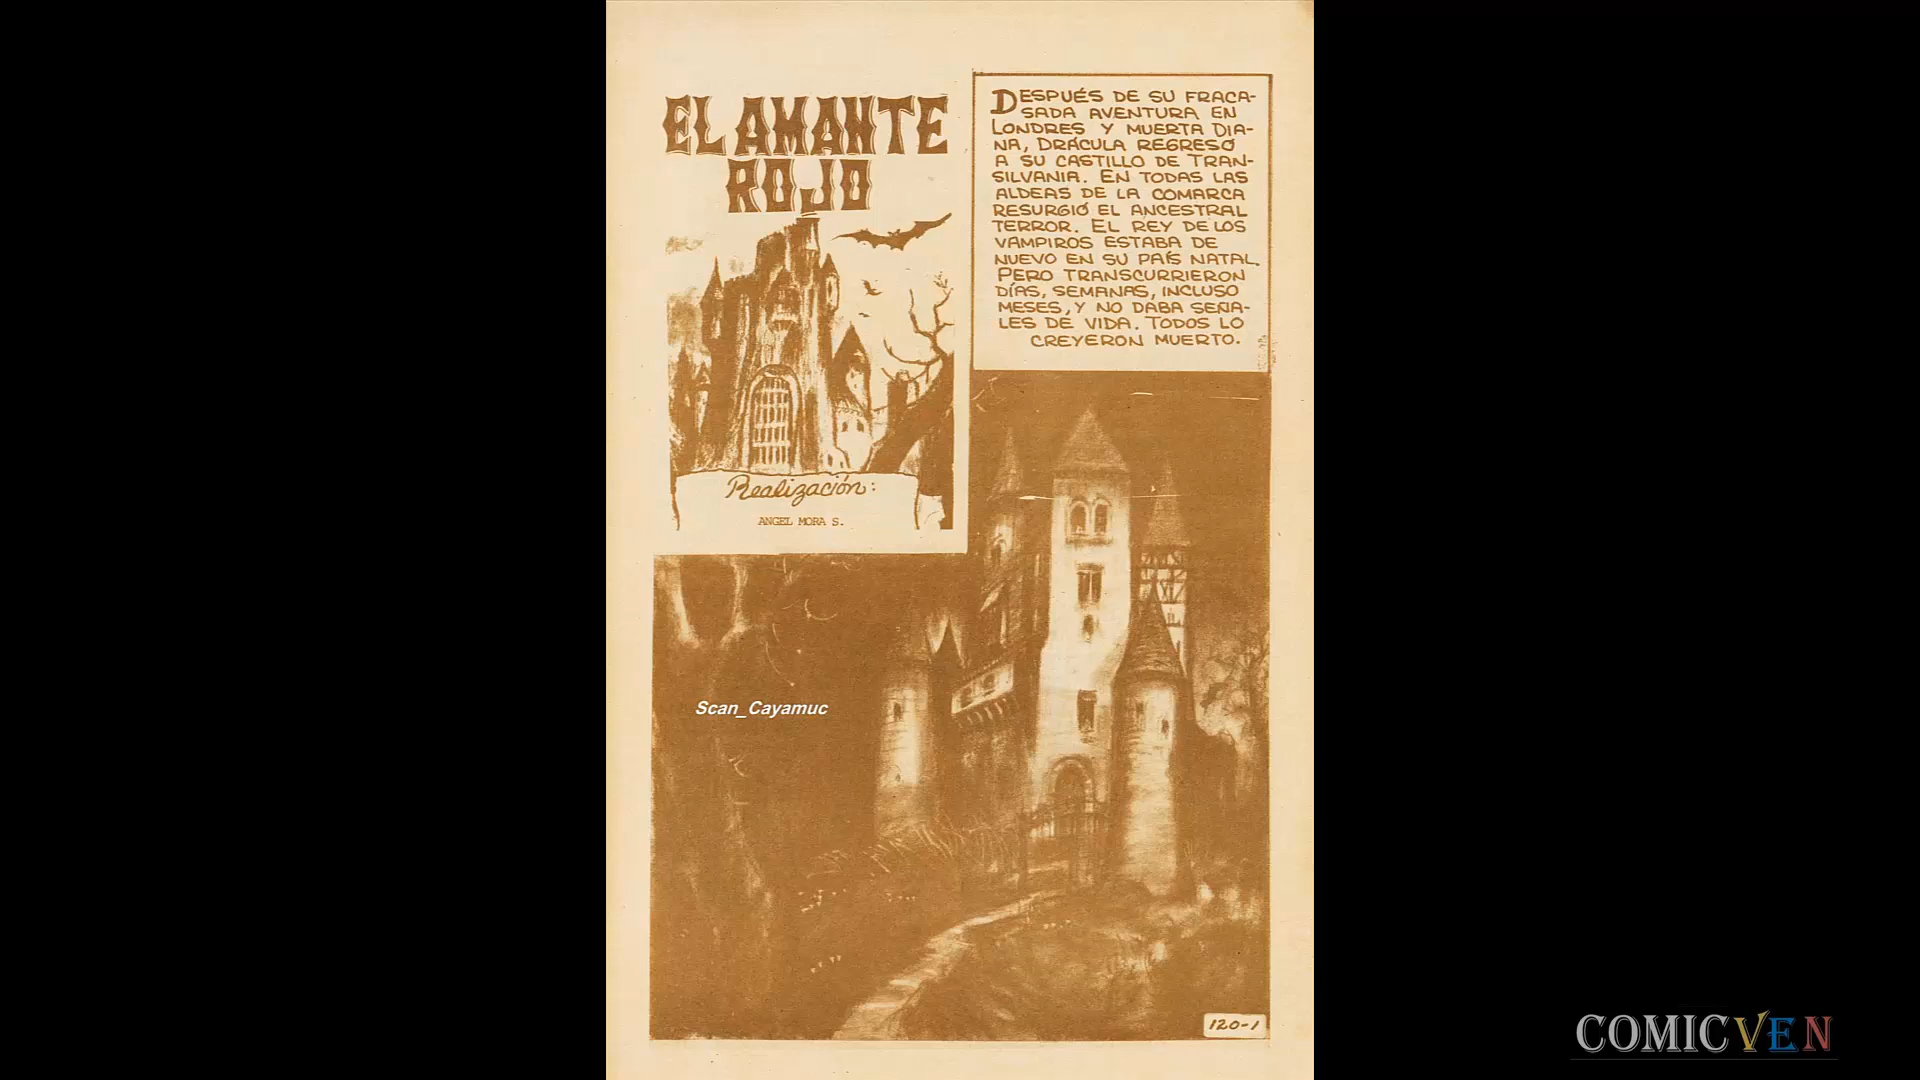 EL AMANTE
ROJO
Realización:
ANGEL MORA S.
DESPUÉS DE SU FRACA-
SADA AVENTURA EN
LONDRES Y MUERTA DIA-
NA, DRÁCULA REGRESÓ
A SU CASTILLO DE TRAN-
SILVANIA. EN TODAS LAS
ALDEAS DE LA COMARCA
RESURGIÓ EL ANCESTRAL
TERROR. EL REY DE LOS
VAMPIROS ESTABA DE
NUEVO EN SU PAÍS NATAL.
PERO TRANSCURRIERON
DÍAS, SEMANAS, INCLUSO
MESES, Y NO DABA SEÑA-
LES DE VIDA. TODOS LO
CREYERON MUERTO.
Scan_Cayamuc
120-1
COMICVEN